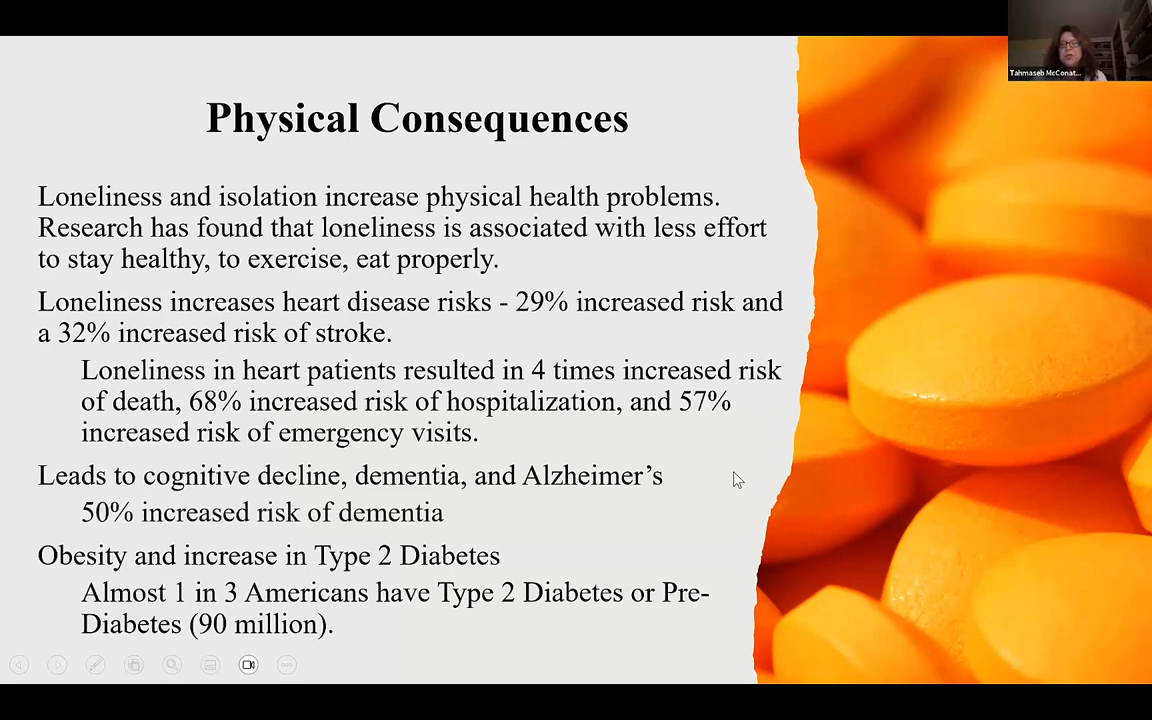 Tahmaseb McConat...
Physical Consequences
Loneliness and isolation increase physical health problems.
Research has found that loneliness is associated with less effort
to stay healthy, to exercise, eat properly.
Loneliness increases heart disease risks - 29% increased risk and
a 32% increased risk of stroke.
Loneliness in heart patients resulted in 4 times increased risk
of death, 68% increased risk of hospitalization, and 57%
increased risk of emergency visits.
Leads to cognitive decline, dementia, and Alzheimer’s
50% increased risk of dementia
Obesity and increase in Type 2 Diabetes
Almost 1 in 3 Americans have Type 2 Diabetes or Pre-
Diabetes (90 million).